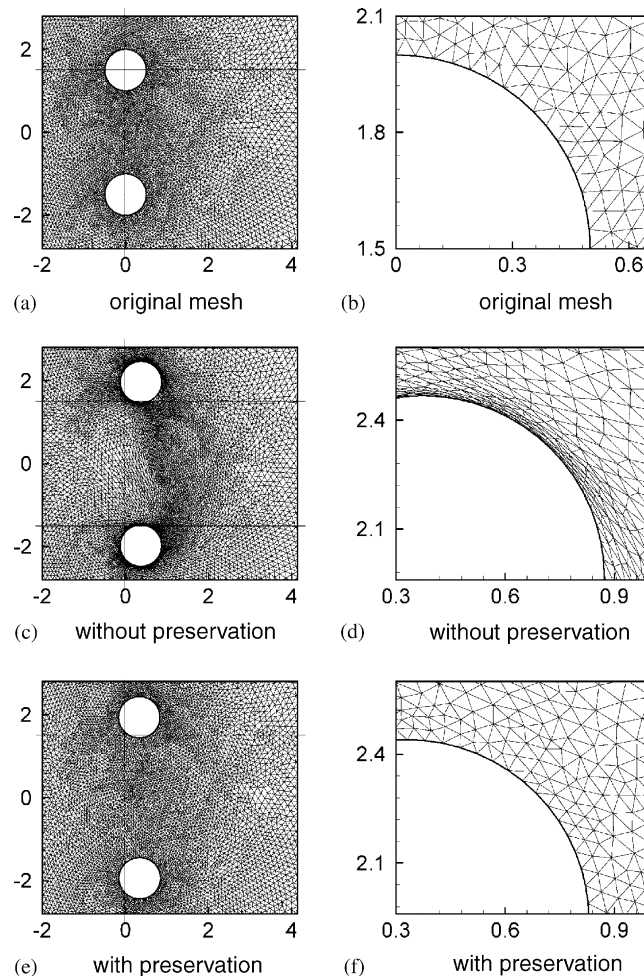 2
0
-2
-2 0 2 4
(a) original mesh
2.1
1.8
1.5
0 0.3 0.6
(b) original mesh
2
0
-2
-2 0 2 4
(c) without preservation
2.4
2.1
0.3 0.6 0.9
(d) without preservation
2
0
-2
-2 0 2 4
(e) with preservation
2.4
2.1
0.3 0.6 0.9
(f) with preservation